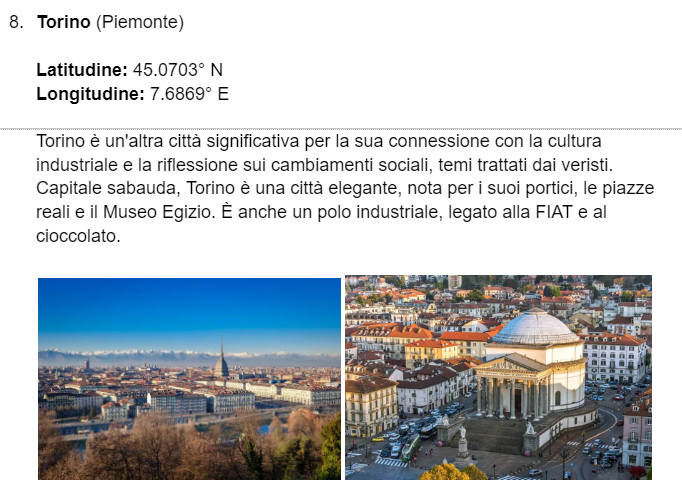 8. Torino (Piemonte)
Latitudine: 45.0703° N
Longitudine: 7.6869° E
Torino è un'altra città significativa per la sua connessione con la cultura
industriale e la riflessione sui cambiamenti sociali, temi trattati dai veristi.
Capitale sabauda, Torino è una città elegante, nota per i suoi portici, le piazze
reali e il Museo Egizio. È anche un polo industriale, legato alla FIAT e al
cioccolato.